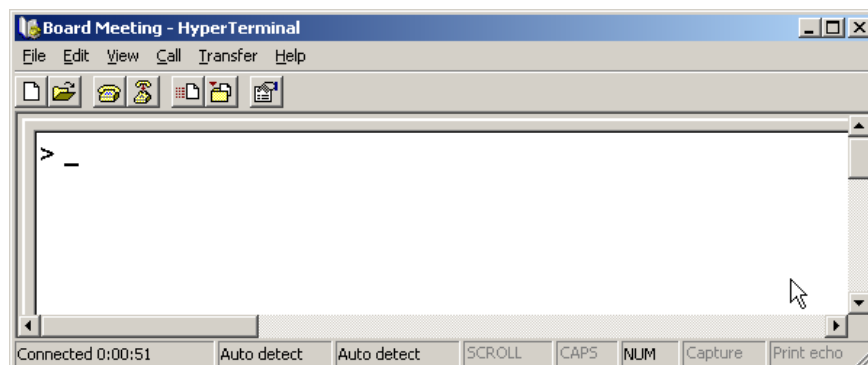 Board Meeting - HyperTerminal
File Edit View Call Transfer Help
> _
Connected 0:00:51 Auto detect Auto detect SCROLL CAPS NUM Capture Print echo